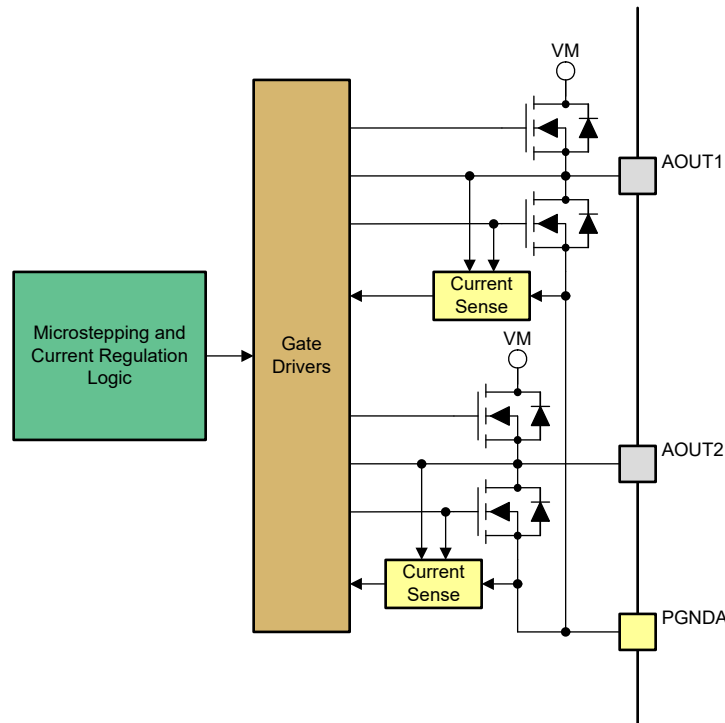 VM
AOUT1
Current
Sense
Microstepping and
Current Regulation
Logic
Gate
Drivers
VM
AOUT2
Current
Sense
PGNDA